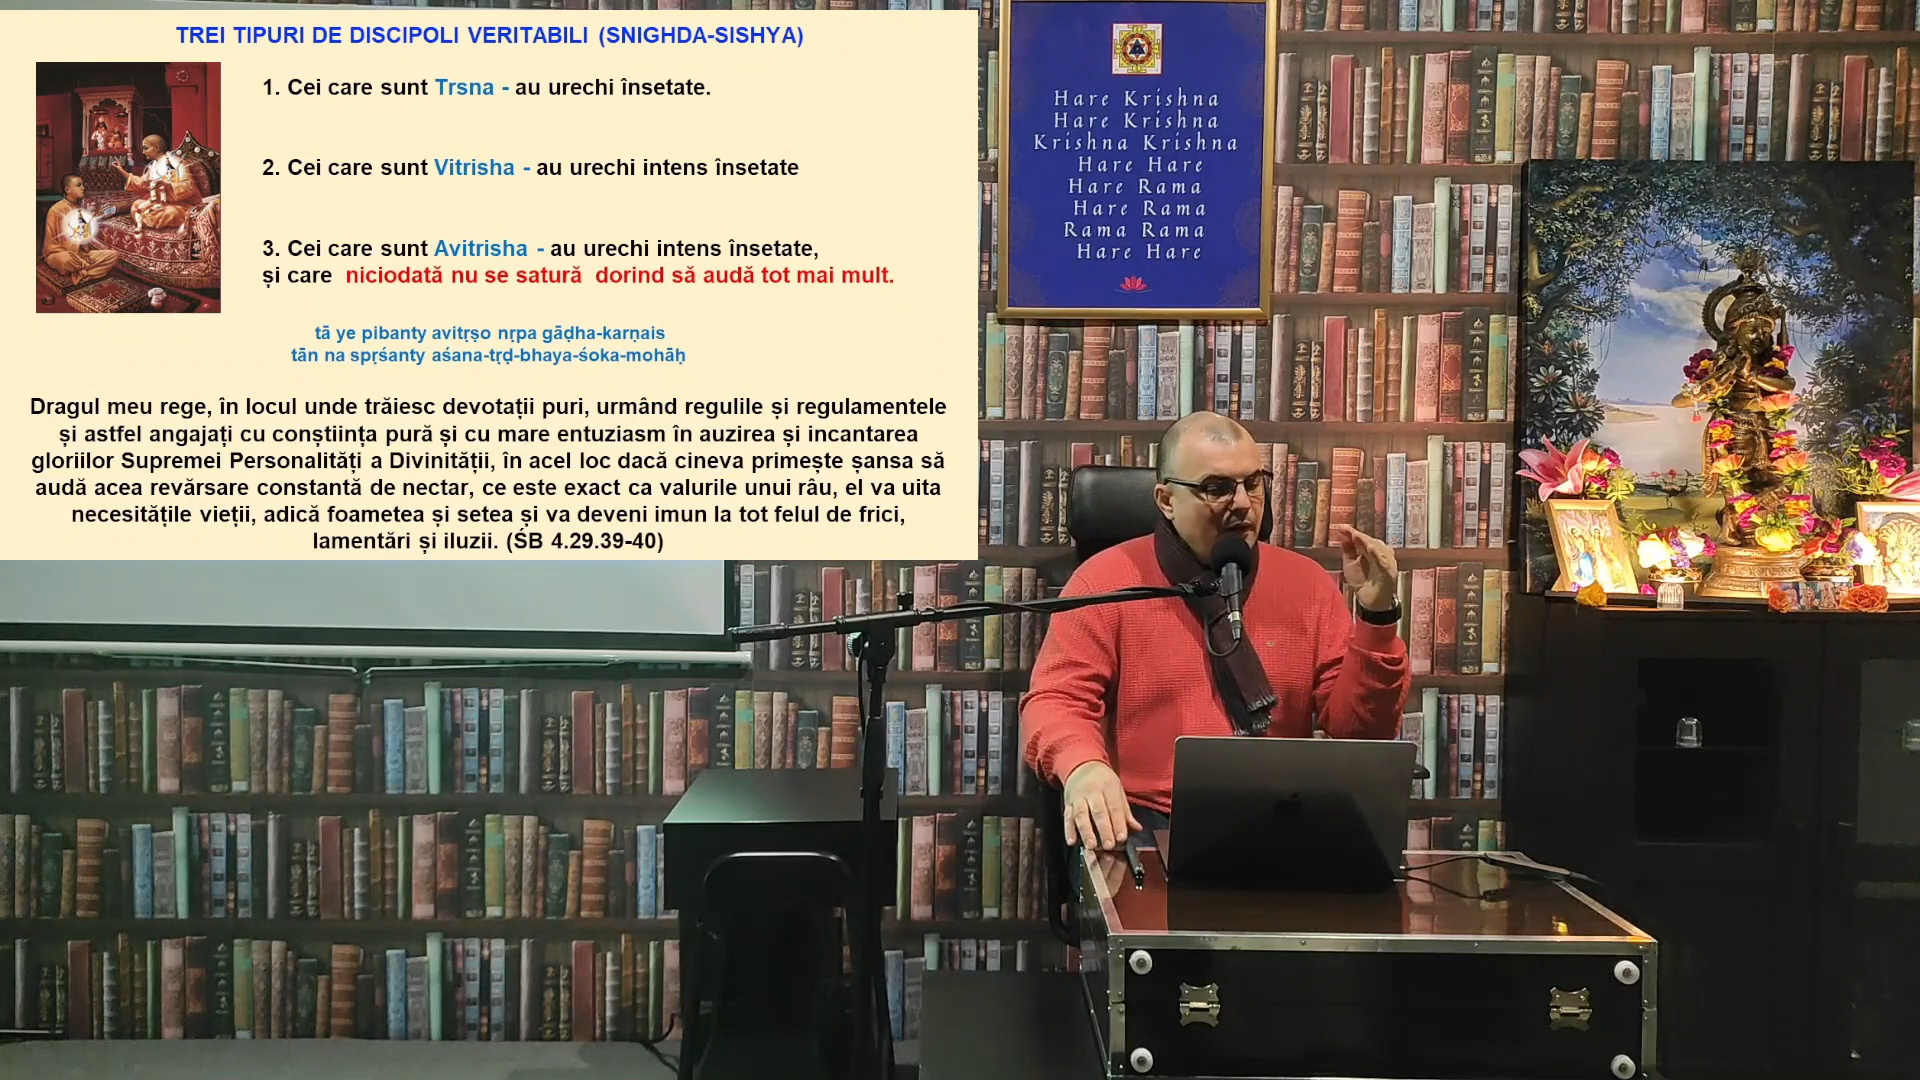 TREI TIPURI DE DISCIPOLI VERITABILI (SNIGHDA-SISHYA)
1. Cei care sunt Trsna - au urechi însetate.
2. Cei care sunt Vitrisha - au urechi intens însetate
3. Cei care sunt Avitrisha - au urechi intens însetate,
și care niciodată nu se satură dorind să audă tot mai mult.
tā ye pibanty avitṛṣo nṛpa gāḍha-karṇais
tān na spṛśanty aśana-tṛḍ-bhaya-śoka-mohāḥ
Dragul meu rege, în locul unde trăiesc devotații puri, urmând regulile și regulamentele
și astfel angajați cu conștiința pură și cu mare entuziasm în auzirea și incantarea
gloriilor Supremei Personalități a Divinității, în acel loc dacă cineva primește șansa să
audă acea revărsare constantă de nectar, ce este exact ca valurile unui râu, el va uita
necesitățile vieții, adică foametea și setea și va deveni imun la tot felul de frici,
lamentări și iluzii. (ŚB 4.29.39-40)
Hare Krishna
Hare Krishna
Krishna Krishna
Hare Hare
Hare Rama
Hare Rama
Rama Rama
Hare Hare